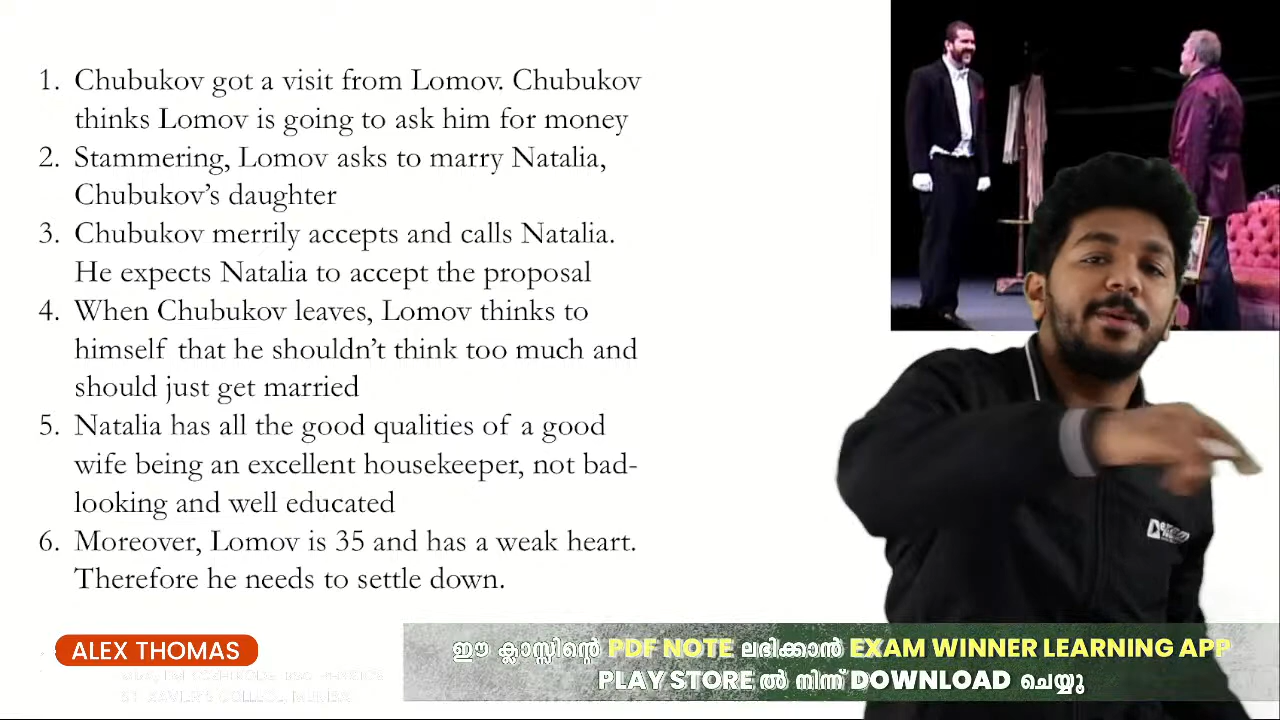 1. Chubukov got a visit from Lomov. Chubukov
thinks Lomov is going to ask him for money
2. Stammering, Lomov asks to marry Natalia,
Chubukov’s daughter
3. Chubukov merrily accepts and calls Natalia.
He expects Natalia to accept the proposal
4. When Chubukov leaves, Lomov thinks to
himself that he shouldn’t think too much and
should just get married
5. Natalia has all the good qualities of a good
wife being an excellent housekeeper, not bad-
looking and well educated
6. Moreover, Lomov is 35 and has a weak heart.
Therefore he needs to settle down.
ALEX THOMAS
ഈ ക്ലാസ്സിന്റെ PDF NOTE ലഭിക്കാൻ EXAM WINNER LEARNING APP
PLAY STORE ൽ നിന്ന് DOWNLOAD ചെയ്യൂ